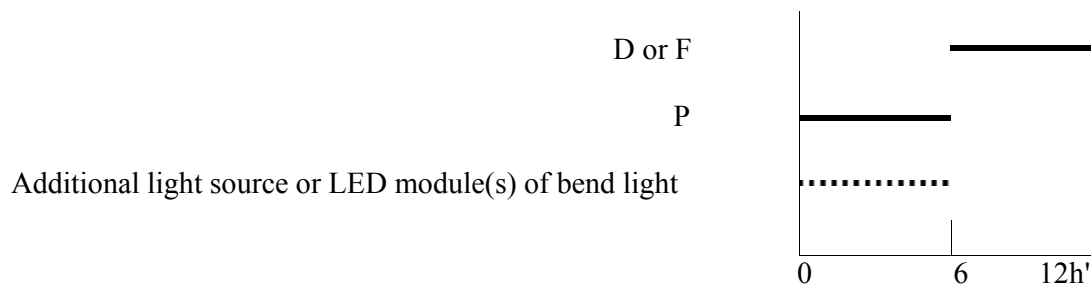 D or F
P
Additional light source or LED module(s) of bend light
0 6 12h'